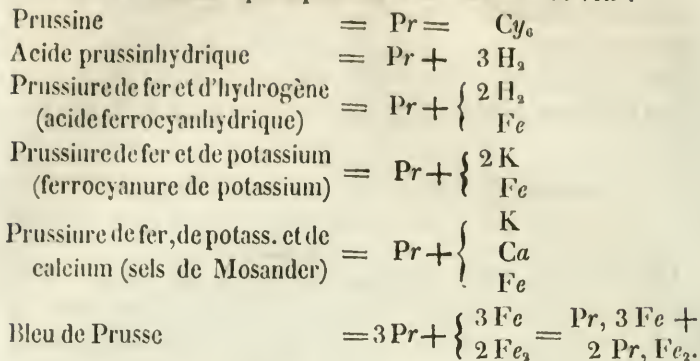 Prussine = Pr = Cy₆
Acide prussinhydrique = Pr + 3 H₂
Prussiure de fer et d'hydrogène
(acide ferrocyanhydrique) = Pr + { 2 H₂
Fe
Prussiure de fer et de potassium
(ferrocyanure de potassium) = Pr + { 2 K
Fe
Prussiure de fer, de potass. et de
calcium (sels de Mosander) = Pr + { K
Ca
Fe
Bleu de Prusse = 3 Pr + { 3 Fe
2 Fe₂ = Pr, 3 Fe +
2 Pr, Fe₂.